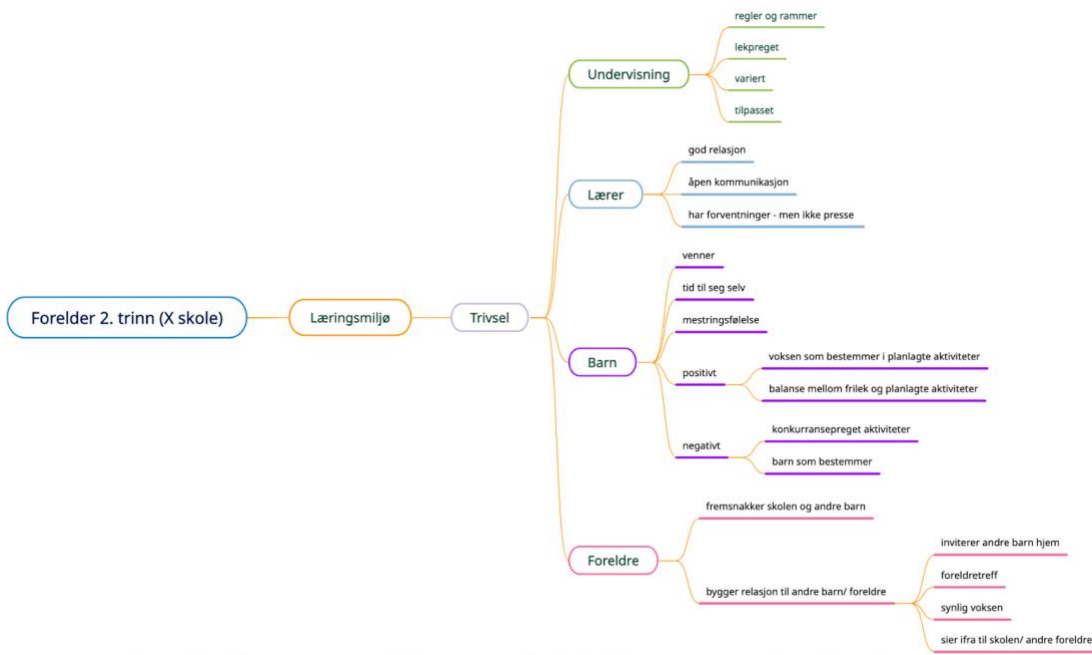 Forelder 2. trinn (X skole)
Læringsmiljø
Trivsel
Undervisning
regler og rammer
lekpreget
variert
tilpasset
Lærer
god relasjon
åpen kommunikasjon
har forventninger - men ikke presse
Barn
venner
tid til seg selv
mestringsfølelse
positivt
voksen som bestemmer i planlagte aktiviteter
balanse mellom frilek og planlagte aktiviteter
negativt
konkurransepreget aktiviteter
barn som bestemmer
Foreldre
fremsnakker skolen og andre barn
bygger relasjon til andre barn/ foreldre
inviterer andre barn hjem
foreldretreff
synlig voksen
sier ifra til skolen/ andre foreldre